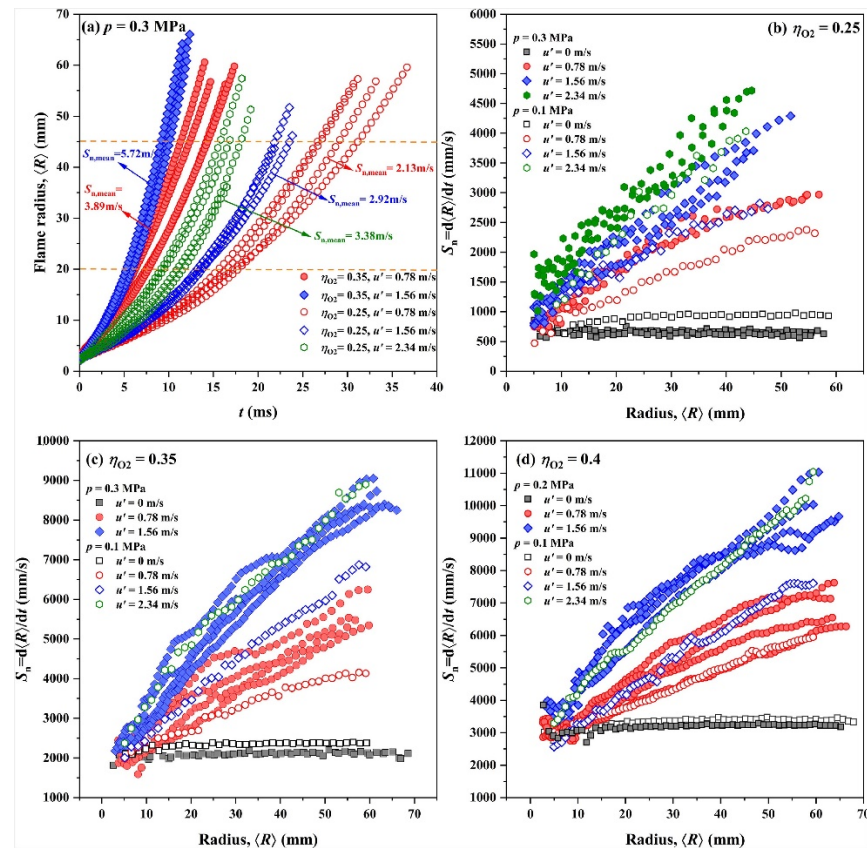 (a) p = 0.3 MPa
Flame radius, ⟨R⟩ (mm)
70
60
50
40
30
20
10
0
S_n,mean=5.72m/s
S_n,mean=
3.89m/s
2.13m/s
S_n,mean= 2.92m/s
S_n,mean=3.38m/s
η_O2= 0.35, u' = 0.78 m/s
η_O2= 0.35, u' = 1.56 m/s
η_O2= 0.25, u' = 0.78 m/s
η_O2= 0.25, u' = 1.56 m/s
η_O2= 0.25, u' = 2.34 m/s
0 5 10 15 20 25 30 35 40
t (ms)
(b) η_O2 = 0.25
S_n=d⟨R⟩/dt (mm/s)
6000
5500
5000
4500
4000
3500
3000
2500
2000
1500
1000
500
0
p = 0.3 MPa
u' = 0 m/s
u' = 0.78 m/s
u' = 1.56 m/s
u' = 2.34 m/s
p = 0.1 MPa
u' = 0 m/s
u' = 0.78 m/s
u' = 1.56 m/s
u' = 2.34 m/s
0 10 20 30 40 50 60 70
Radius, ⟨R⟩ (mm)
(c) η_O2 = 0.35
S_n=d⟨R⟩/dt (mm/s)
10000
9000
8000
7000
6000
5000
4000
3000
2000
1000
p = 0.3 MPa
u' = 0 m/s
u' = 0.78 m/s
u' = 1.56 m/s
p = 0.1 MPa
u' = 0 m/s
u' = 0.78 m/s
u' = 1.56 m/s
u' = 2.34 m/s
0 10 20 30 40 50 60 70 80
Radius, ⟨R⟩ (mm)
(d) η_O2 = 0.4
S_n=d⟨R⟩/dt (mm/s)
12000
11000
10000
9000
8000
7000
6000
5000
4000
3000
2000
1000
p = 0.2 MPa
u' = 0 m/s
u' = 0.78 m/s
u' = 1.56 m/s
p = 0.1 MPa
u' = 0 m/s
u' = 0.78 m/s
u' = 1.56 m/s
u' = 2.34 m/s
0 10 20 30 40 50 60 70
Radius, ⟨R⟩ (mm)